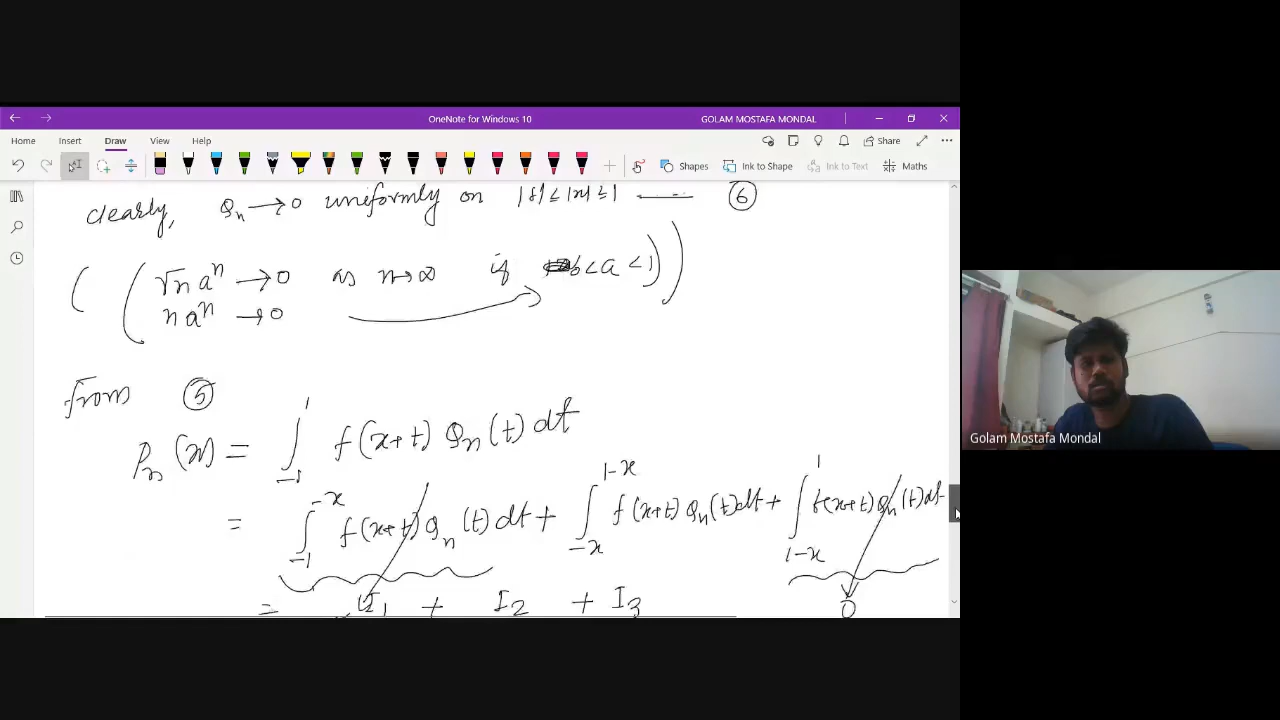 OneNote for Windows 10 GOLAM MOSTAFA MONDAL
Home Insert Draw View Help Share
Shapes Ink to Shape Ink to Text Maths
clearly, Qn → 0 uniformly on |δ| ≤ |x| ≤ 1 —— 6
( ( √n aⁿ → 0 as n → ∞ if < a < 1 ) )
n aⁿ → 0
from 5
Pn(x) = ∫₋₁¹ f(x+t) Qn(t) dt
= ∫₋₁⁻ˣ f(x+t) Qn(t) dt + ∫₋ₓ¹⁻ˣ f(x+t) Qn(t) dt + ∫₁₋ₓ¹ f(x+t) Qn(t) dt
= I₁ + I₂ + I₃ 0
Golam Mostafa Mondal